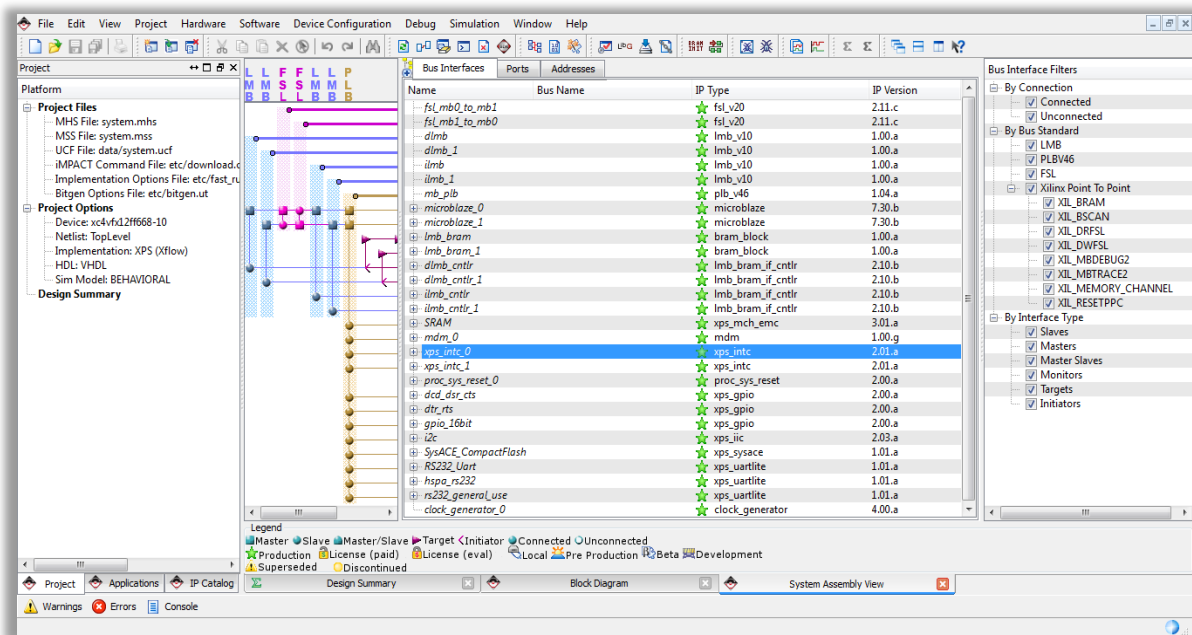 File Edit View Project Hardware Software Device Configuration Debug Simulation Window Help
Project
Platform
Project Files
MHS File: system.mhs
MSS File: system.mss
UCF File: data/system.ucf
iMPACT Command File: etc/download.c
Implementation Options File: etc/fast_ru
Bitgen Options File: etc/bitgen.ut
Project Options
Device: xc4vfx12ff668-10
Netlist: TopLevel
Implementation: XPS (Xflow)
HDL: VHDL
Sim Model: BEHAVIORAL
Design Summary
L L F F L L P
M M S S M M L
B B L L B B B
Bus Interfaces Ports Addresses
Name Bus Name IP Type IP Version
fsl_mb0_to_mb1 fsl_v20 2.11.c
fsl_mb1_to_mb0 fsl_v20 2.11.c
dlmb lmb_v10 1.00.a
dlmb_1 lmb_v10 1.00.a
ilmb lmb_v10 1.00.a
ilmb_1 lmb_v10 1.00.a
mb_plb plb_v46 1.04.a
microblaze_0 microblaze 7.30.b
microblaze_1 microblaze 7.30.b
lmb_bram bram_block 1.00.a
lmb_bram_1 bram_block 1.00.a
dlmb_cntlr lmb_bram_if_cntlr 2.10.b
dlmb_cntlr_1 lmb_bram_if_cntlr 2.10.b
ilmb_cntlr lmb_bram_if_cntlr 2.10.b
ilmb_cntlr_1 lmb_bram_if_cntlr 2.10.b
SRAM xps_mch_emc 3.01.a
mdm_0 mdm 1.00.g
xps_intc_0 xps_intc 2.01.a
xps_intc_1 xps_intc 2.01.a
proc_sys_reset_0 proc_sys_reset 2.00.a
dcd_dsr_cts xps_gpio 2.00.a
dtr_rts xps_gpio 2.00.a
gpio_16bit xps_gpio 2.00.a
i2c xps_iic 2.03.a
SysACE_CompactFlash xps_sysace 1.01.a
RS232_Uart xps_uartlite 1.01.a
hspa_rs232 xps_uartlite 1.01.a
rs232_general_use xps_uartlite 1.01.a
clock_generator_0 clock_generator 4.00.a
Bus Interface Filters
By Connection
Connected
Unconnected
By Bus Standard
LMB
PLBV46
FSL
Xilinx Point To Point
XIL_BRAM
XIL_BSCAN
XIL_DRFSL
XIL_DWFSL
XIL_MBDEBUG2
XIL_MBTRACE2
XIL_MEMORY_CHANNEL
XIL_RESETPPC
By Interface Type
Slaves
Masters
Master Slaves
Monitors
Targets
Initiators
Legend
Master Slave Master/Slave Target Initiator Connected Unconnected
Production License (paid) License (eval) Local Pre Production Beta Development
Superseded Discontinued
Project Applications IP Catalog Design Summary Block Diagram System Assembly View
Warnings Errors Console